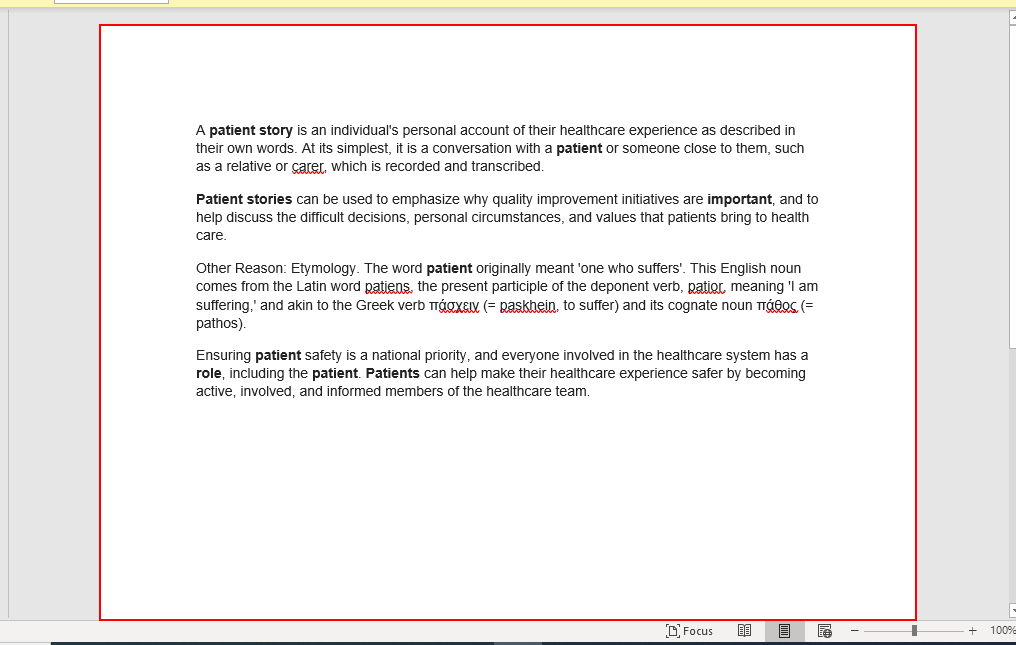 A patient story is an individual's personal account of their healthcare experience as described in
their own words. At its simplest, it is a conversation with a patient or someone close to them, such
as a relative or carer, which is recorded and transcribed.
Patient stories can be used to emphasize why quality improvement initiatives are important, and to
help discuss the difficult decisions, personal circumstances, and values that patients bring to health
care.
Other Reason: Etymology. The word patient originally meant 'one who suffers'. This English noun
comes from the Latin word patiens, the present participle of the deponent verb, patior, meaning 'I am
suffering,' and akin to the Greek verb πάσχειν (= paskhein, to suffer) and its cognate noun πάθος (=
pathos).
Ensuring patient safety is a national priority, and everyone involved in the healthcare system has a
role, including the patient. Patients can help make their healthcare experience safer by becoming
active, involved, and informed members of the healthcare team.
Focus
100%